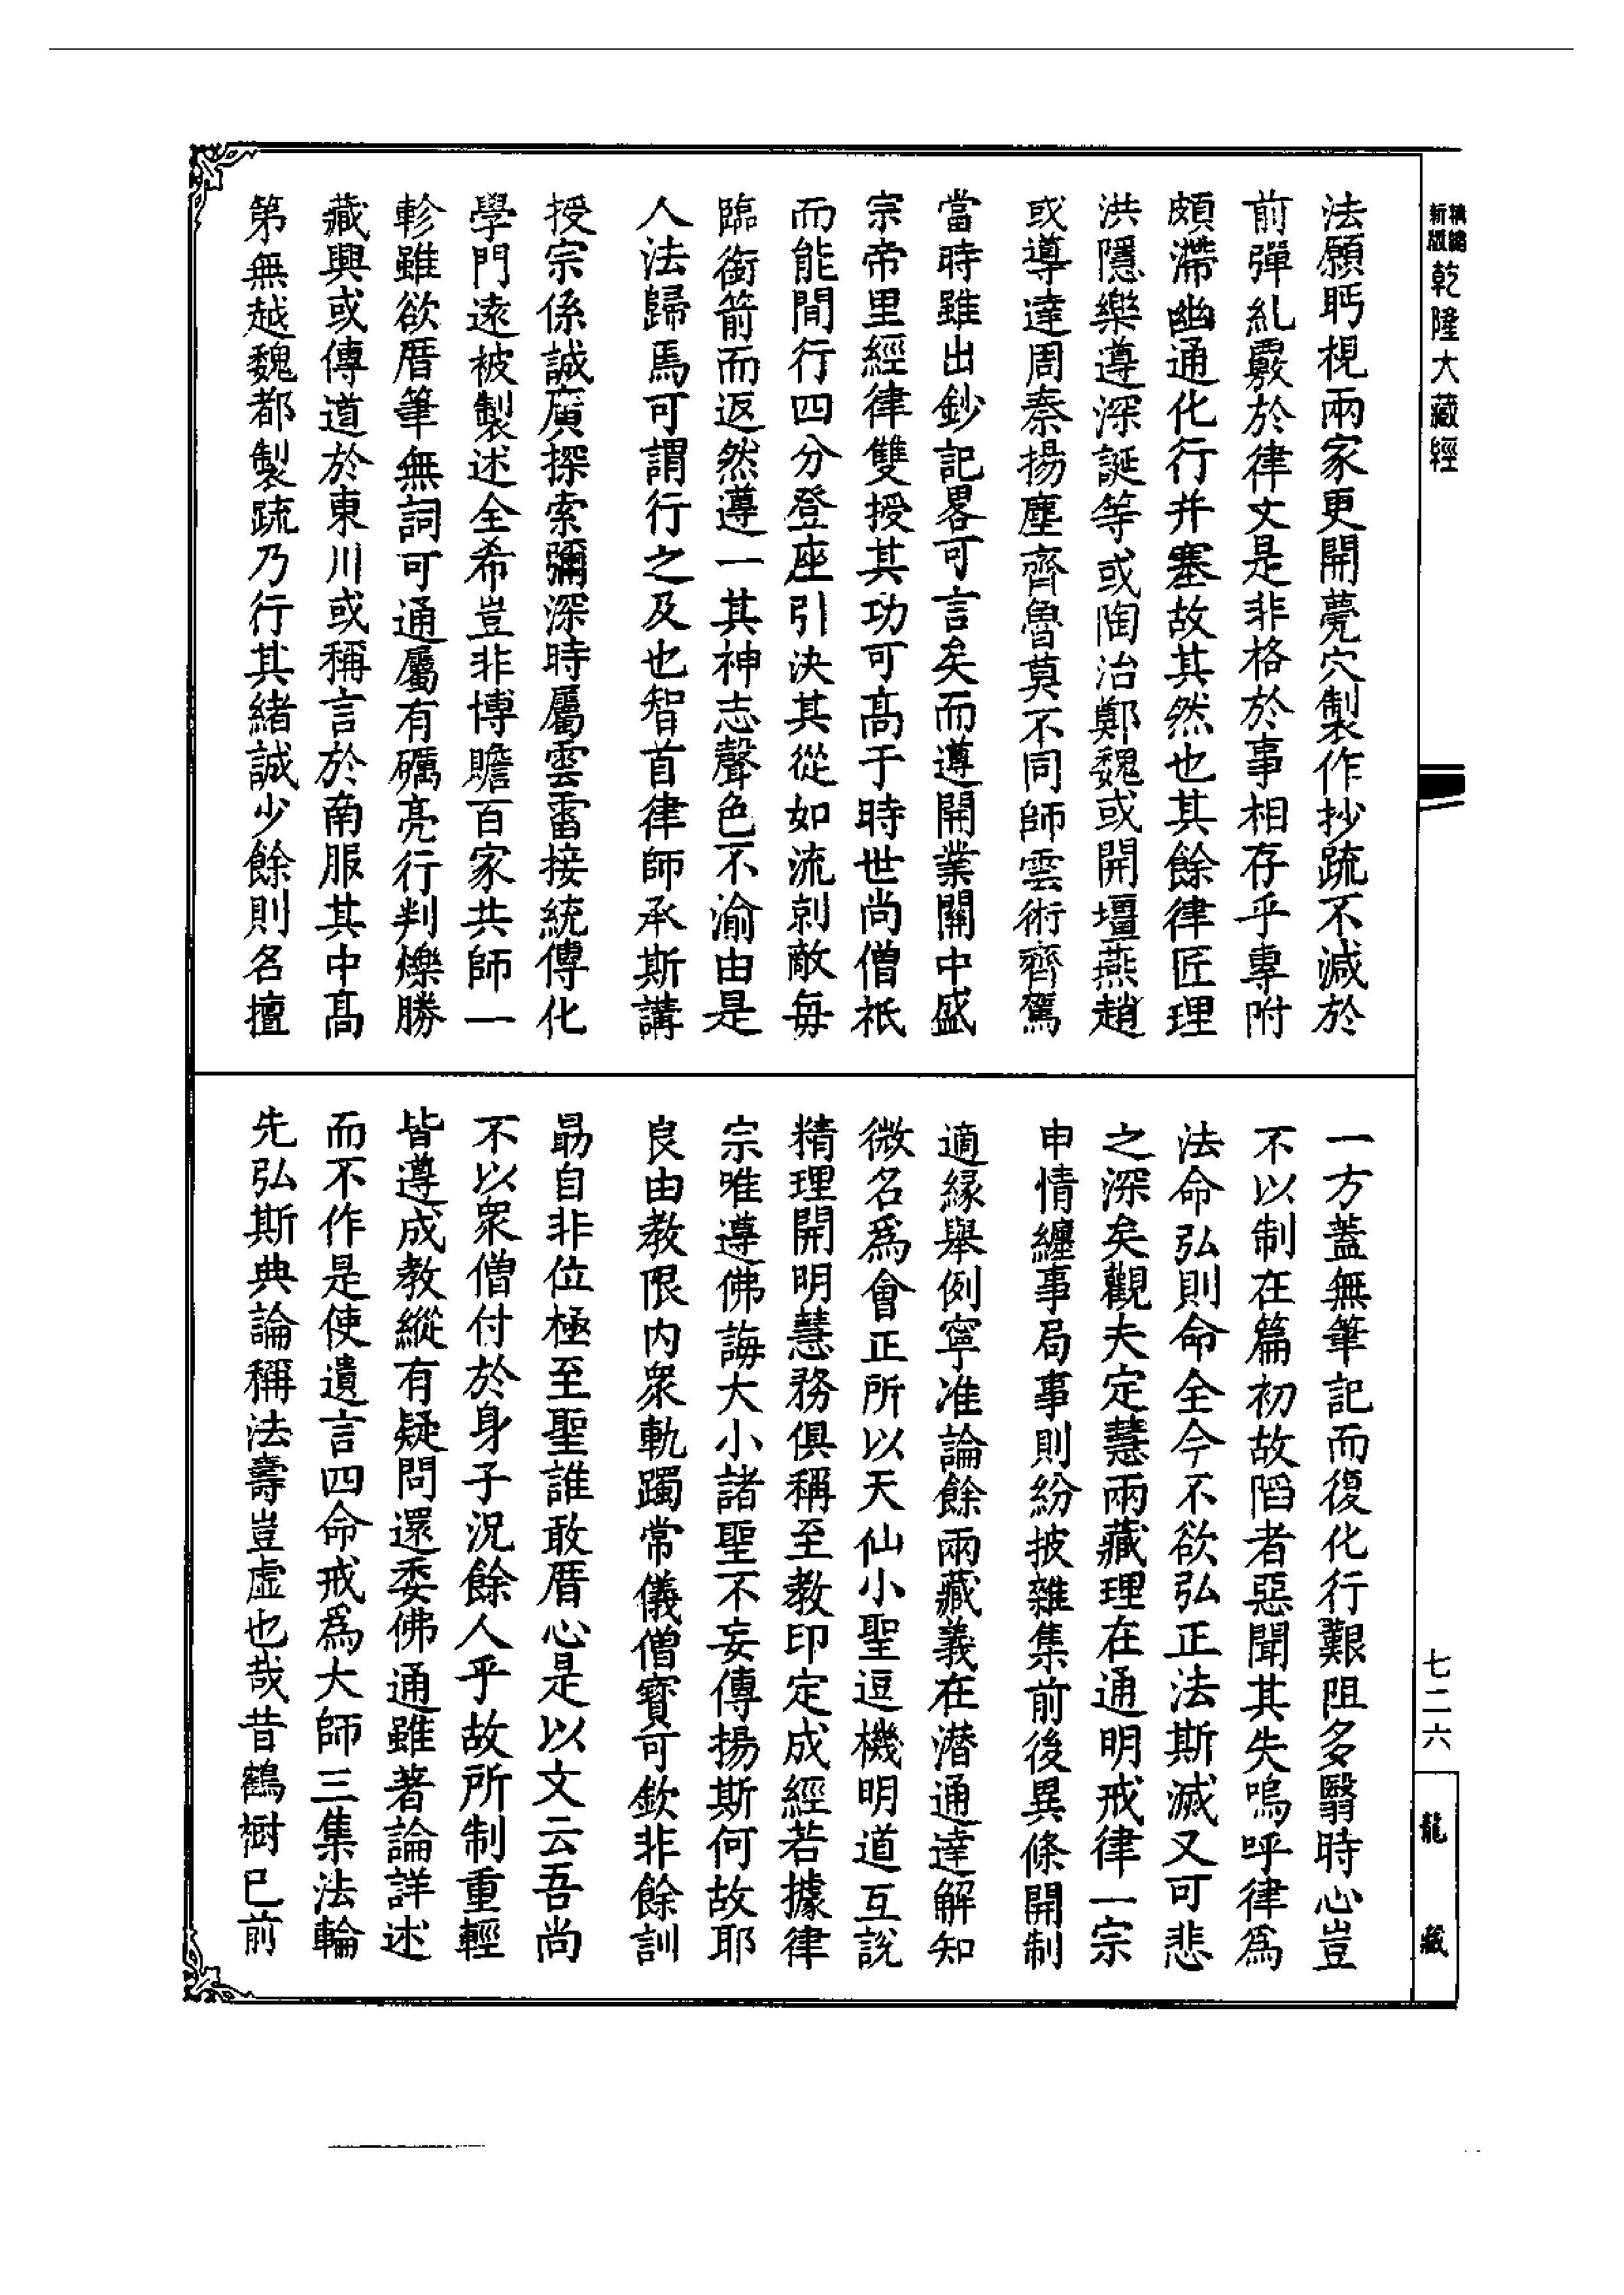 精縮
新版
乾隆大藏經
法願眄梘兩家更開薨穴製作抄疏不減於
前彈糺覈於律文是非格於事相存乎專附
頗滯幽通化行并塞故其然也其餘律匠理
洪隱樂遵深誕等或陶冶鄭魏或開壇燕趙
或導達周秦揚塵齊魯莫不同師雲術齊駕
當時雖出鈔記畧可言矣而遵開業關中盛
宗帝里經律雙授其功可高于時世尚僧祇
而能間行四分登座引決其從如流剠敵每
臨銜箭而返然遵一其神志聲色不渝由是
人法歸焉可謂行之及也智首律師承斯講
授宗係誠廣探索彌深時屬雲雷接統傳化
學門遠被製述全希豈非博贍百家共師一
軫雖欲厝筆無詞可通屬有礪亮行判爍勝
藏興或傳道於東川或稱言於南服其中高
第無越魏都製疏乃行其緒誠少餘則名擅
一方蓋無筆記而復化行艱阻多翳時心豈
不以制在篇初故䧟者惡聞其失嗚呼律爲
法命弘則命全今不欲弘正法斯滅又可悲
之深矣觀夫定慧兩藏理在通明戒律一宗
申情纏事局事則紛披雜集前後異條開制
適緣舉例寧准論餘兩藏義在潛通達解知
微名爲會正所以天仙小聖逗機明道互說
精理開明慧務俱稱至教印定成經若據律
宗唯遵佛誨大小諸聖不妄傳揚斯何故耶
良由教限內衆軌躅常儀僧寶可欽非餘訓
勗自非位極至聖誰敢厝心是以文云吾尚
不以衆僧付於身子況餘人乎故所制重輕
皆遵成教縱有疑問還委佛通雖著論詳述
而不作是使遺言四命戒爲大師三集法輪
先弘斯典論稱法壽豈虛也哉昔鶴樹已前
七二六
龍藏